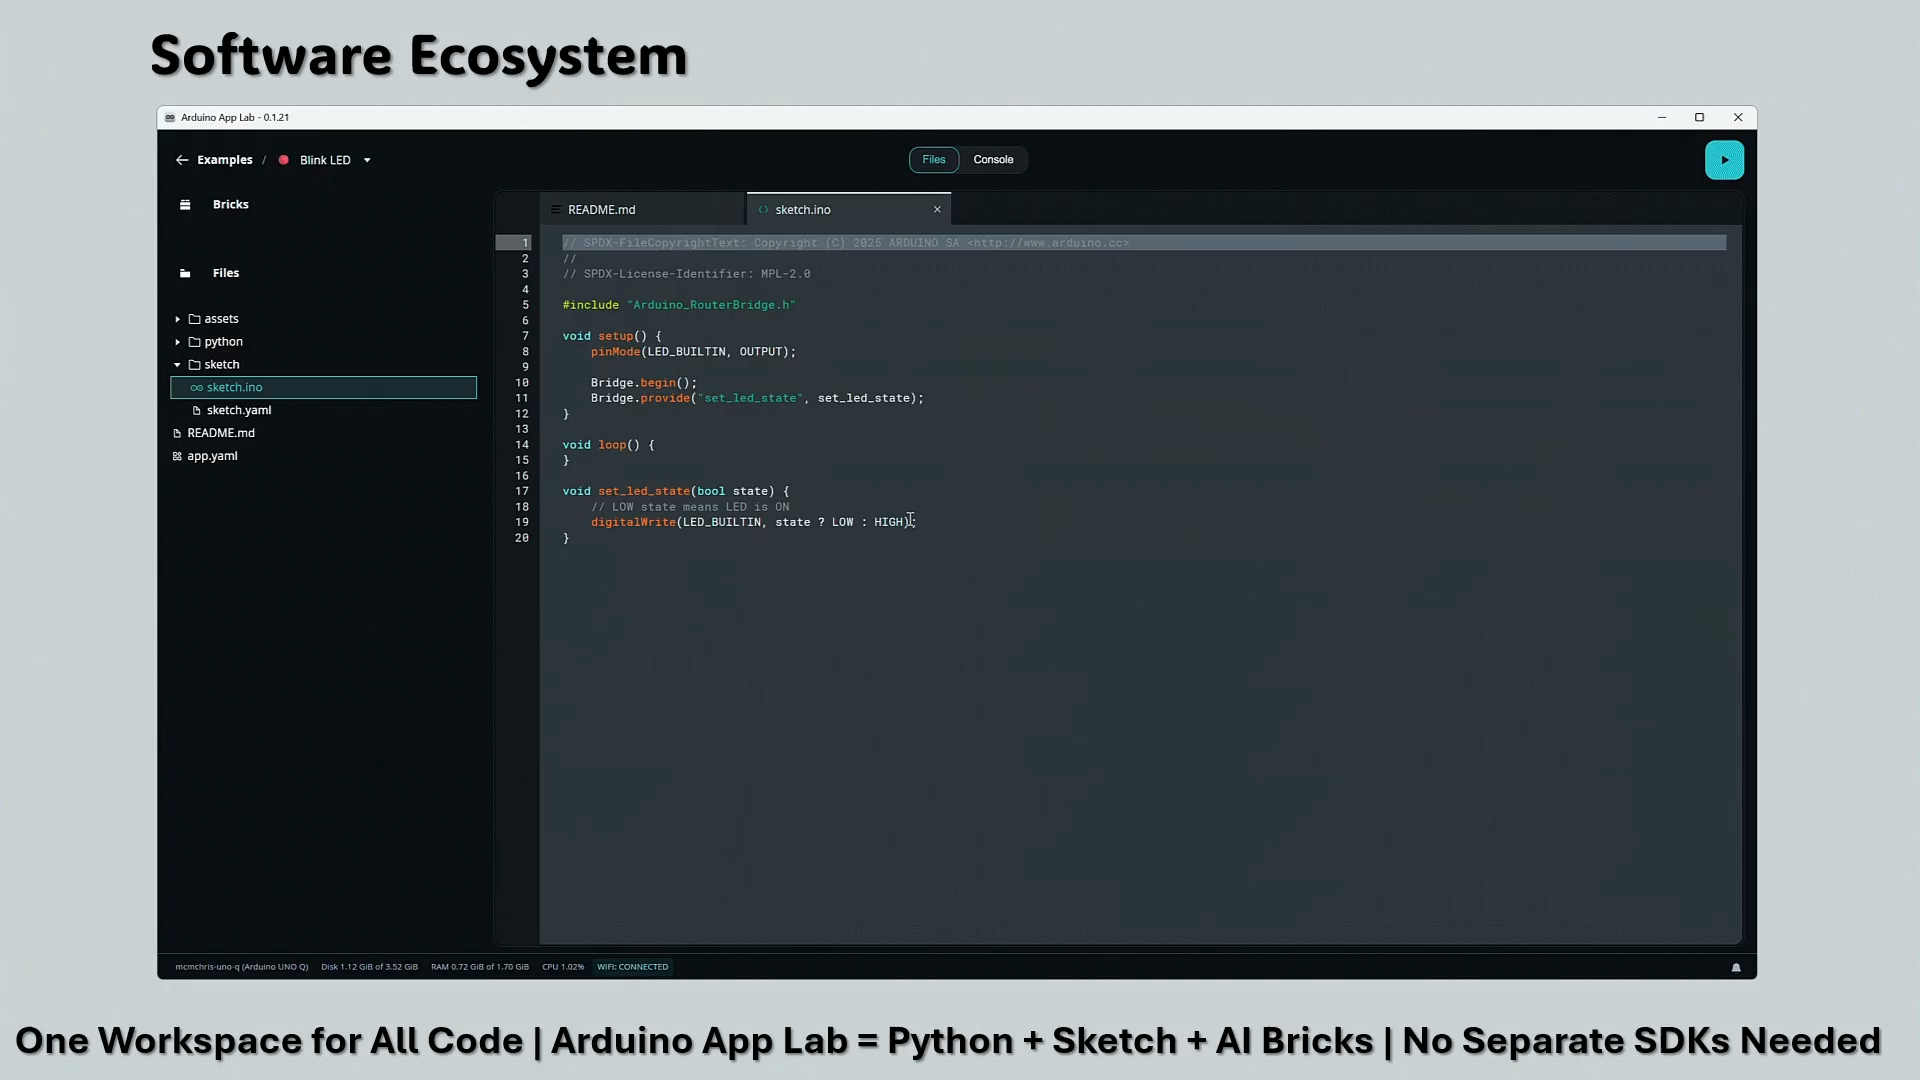 Software Ecosystem
Arduino App Lab - 0.1.21
Examples / Blink LED
Files Console
Bricks
Files
assets
python
sketch
sketch.ino
sketch.yaml
README.md
app.yaml
README.md sketch.ino
1 // SPDX-FileCopyrightText: Copyright (C) 2025 ARDUINO SA <http://www.arduino.cc>
2 //
3 // SPDX-License-Identifier: MPL-2.0
4
5 #include "Arduino_RouterBridge.h"
6
7 void setup() {
8     pinMode(LED_BUILTIN, OUTPUT);
9
10     Bridge.begin();
11     Bridge.provide("set_led_state", set_led_state);
12 }
13
14 void loop() {
15 }
16
17 void set_led_state(bool state) {
18     // LOW state means LED is ON
19     digitalWrite(LED_BUILTIN, state ? LOW : HIGH);
20 }
mcmchris-uno-q (Arduino UNO Q) Disk 1.12 GiB of 3.52 GiB RAM 0.72 GiB of 1.70 GiB CPU 1.02% WIFI: CONNECTED
One Workspace for All Code | Arduino App Lab = Python + Sketch + AI Bricks | No Separate SDKs Needed